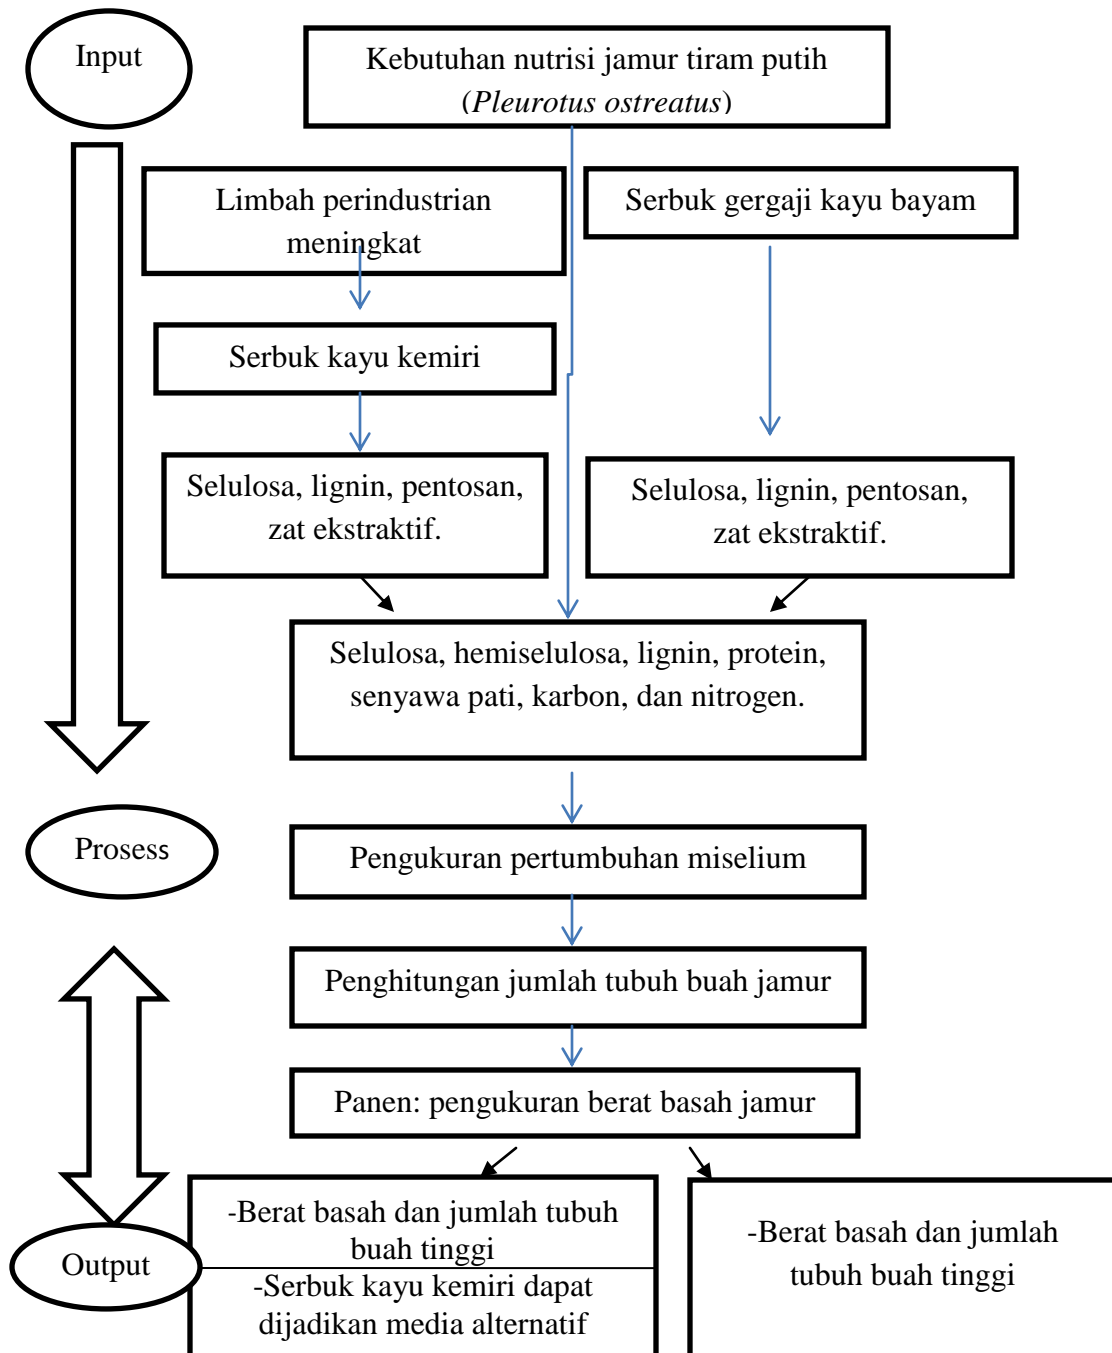 Input
Kebutuhan nutrisi jamur tiram putih
(Pleurotus ostreatus)
Limbah perindustrian
meningkat
Serbuk gergaji kayu bayam
Serbuk kayu kemiri
Selulosa, lignin, pentosan,
zat ekstraktif.
Selulosa, lignin, pentosan,
zat ekstraktif.
Selulosa, hemiselulosa, lignin, protein,
senyawa pati, karbon, dan nitrogen.
Prosess
Pengukuran pertumbuhan miselium
Penghitungan jumlah tubuh buah jamur
Panen: pengukuran berat basah jamur
Output
-Berat basah dan jumlah tubuh
buah tinggi
-Serbuk kayu kemiri dapat
dijadikan media alternatif
-Berat basah dan jumlah
tubuh buah tinggi